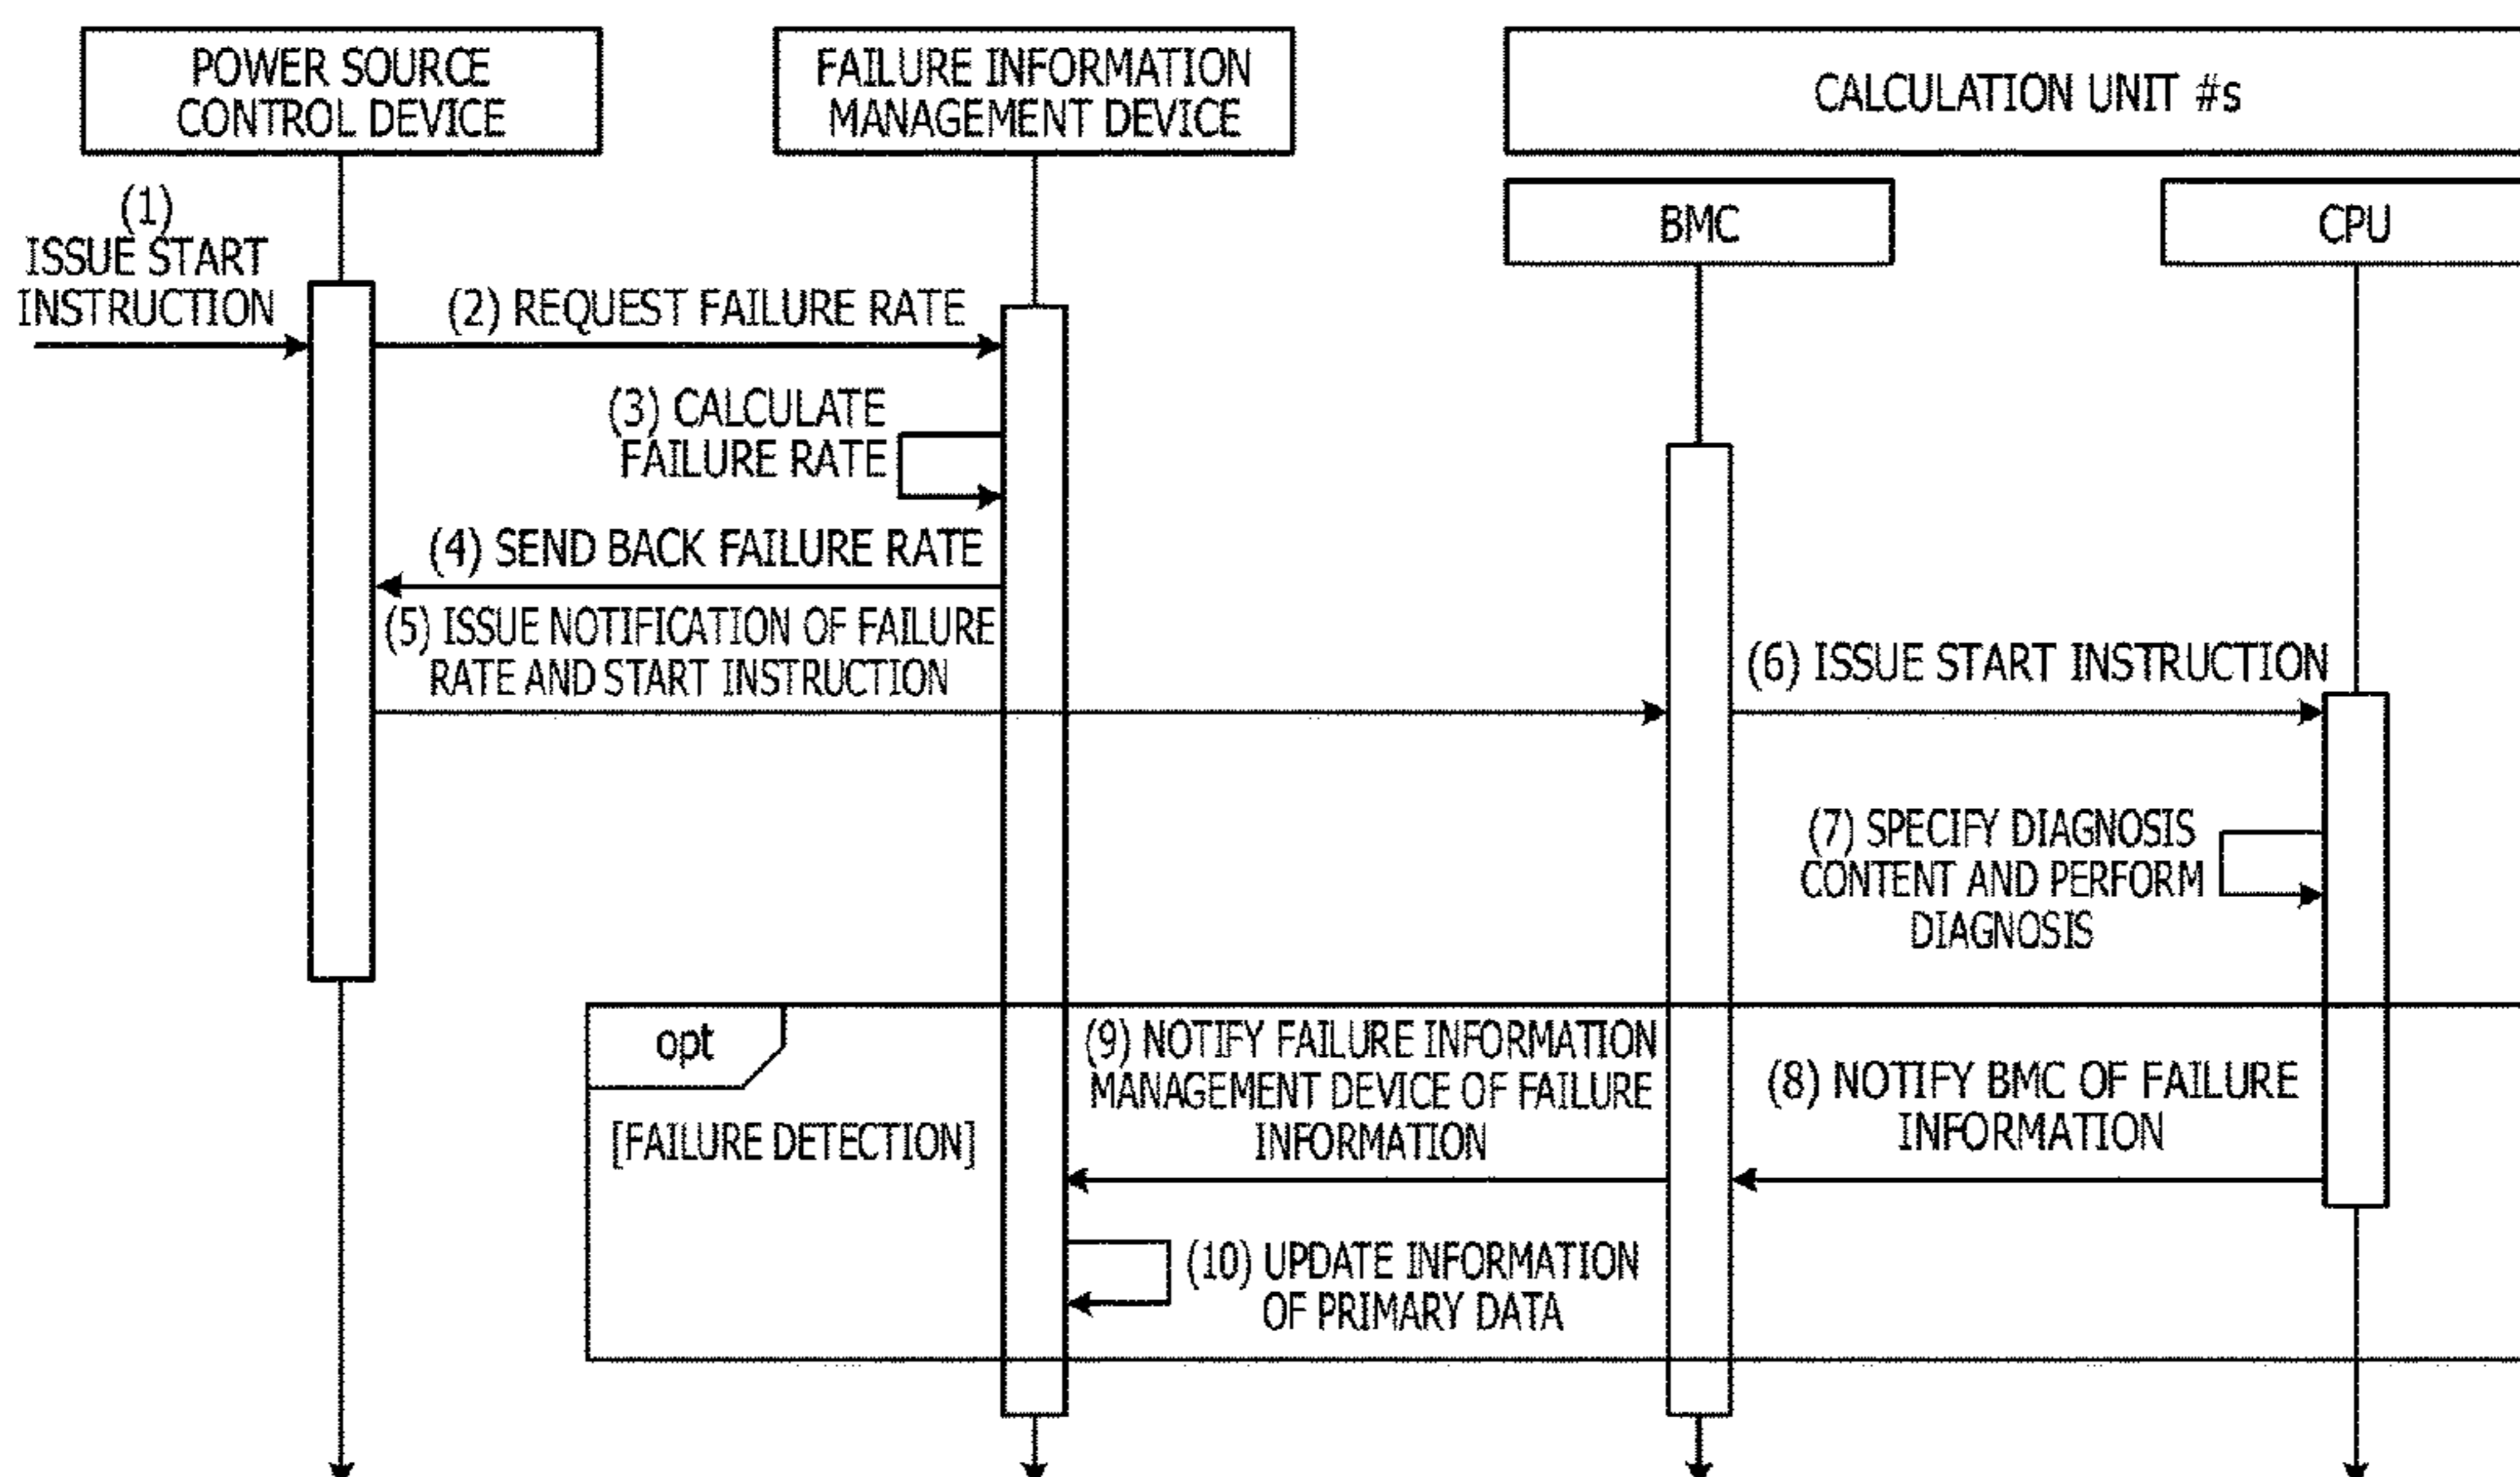 POWER SOURCE
CONTROL DEVICE
FAILURE INFORMATION
MANAGEMENT DEVICE
CALCULATION UNIT #s
BMC
CPU
(1)
ISSUE START
INSTRUCTION
(2) REQUEST FAILURE RATE
(3) CALCULATE
FAILURE RATE
(4) SEND BACK FAILURE RATE
(5) ISSUE NOTIFICATION OF FAILURE
RATE AND START INSTRUCTION
(6) ISSUE START INSTRUCTION
(7) SPECIFY DIAGNOSIS
CONTENT AND PERFORM
DIAGNOSIS
opt
[FAILURE DETECTION]
(9) NOTIFY FAILURE INFORMATION
MANAGEMENT DEVICE OF FAILURE
INFORMATION
(8) NOTIFY BMC OF FAILURE
INFORMATION
(10) UPDATE INFORMATION
OF PRIMARY DATA